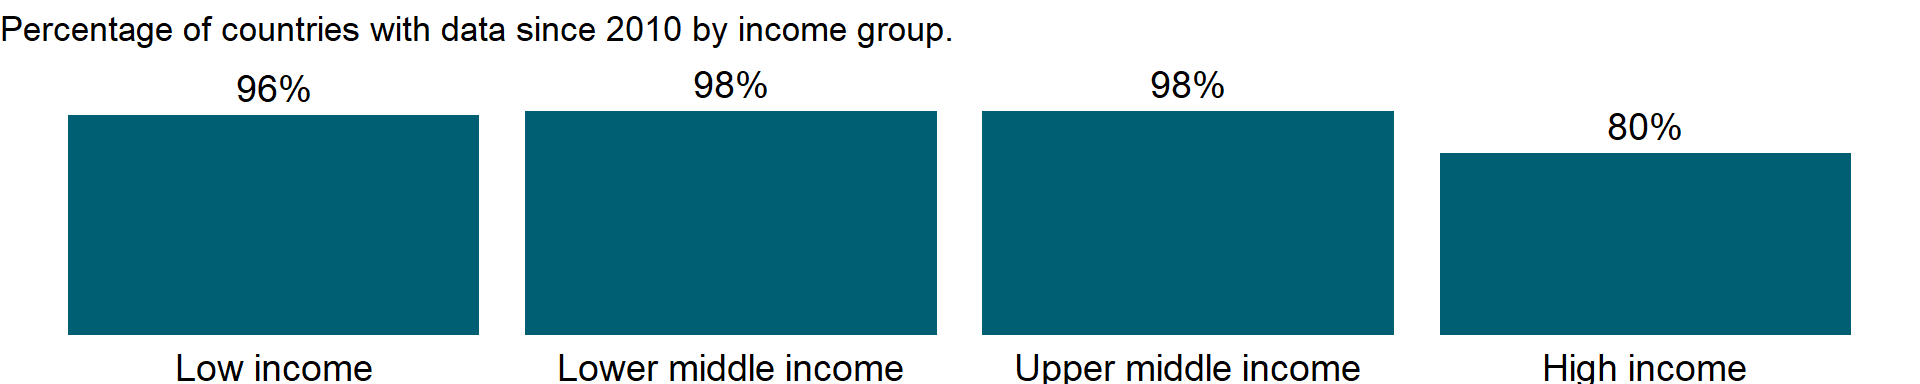 Percentage of countries with data since 2010 by income group.
96%
98%
98%
80%
Low income
Lower middle income
Upper middle income
High income